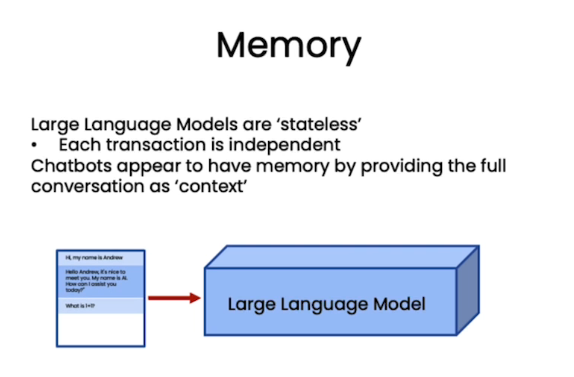 Memory
Large Language Models are ‘stateless’
• Each transaction is independent
Chatbots appear to have memory by providing the full
conversation as ‘context’
Hi, my name is Andrew
Hello Andrew, it's nice to
meet you. My name is AI.
How can I assist you
today?"
What is 1+1?
Large Language Model